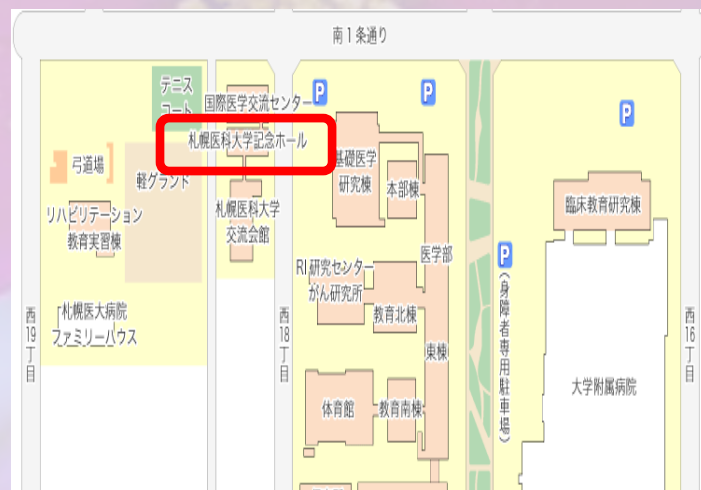 南1条通り
テニス
コート
国際医学交流センター
P
P
P
札幌医科大学記念ホール
基礎医学
研究棟
本部棟
弓道場
軽グランド
リハビリテーション
教育実習棟
札幌医科大学
交流会館
臨床教育研究棟
医学部
P
(身障者専用駐車場)
RI研究センター
がん研究所
教育北棟
札幌医大病院
ファミリーハウス
西19丁目
西18丁目
西16丁目
東棟
体育館
教育南棟
大学附属病院